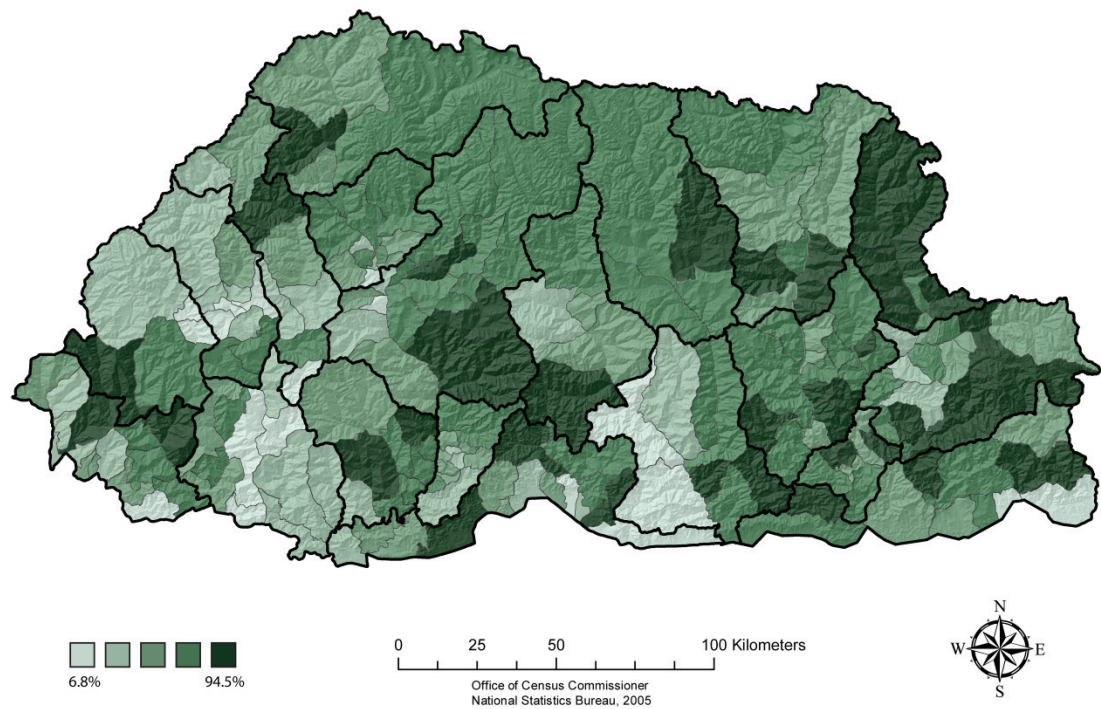 6.8%
94.5%
0 25 50 100 Kilometers
Office of Census Commissioner
National Statistics Bureau, 2005
N
W E
S